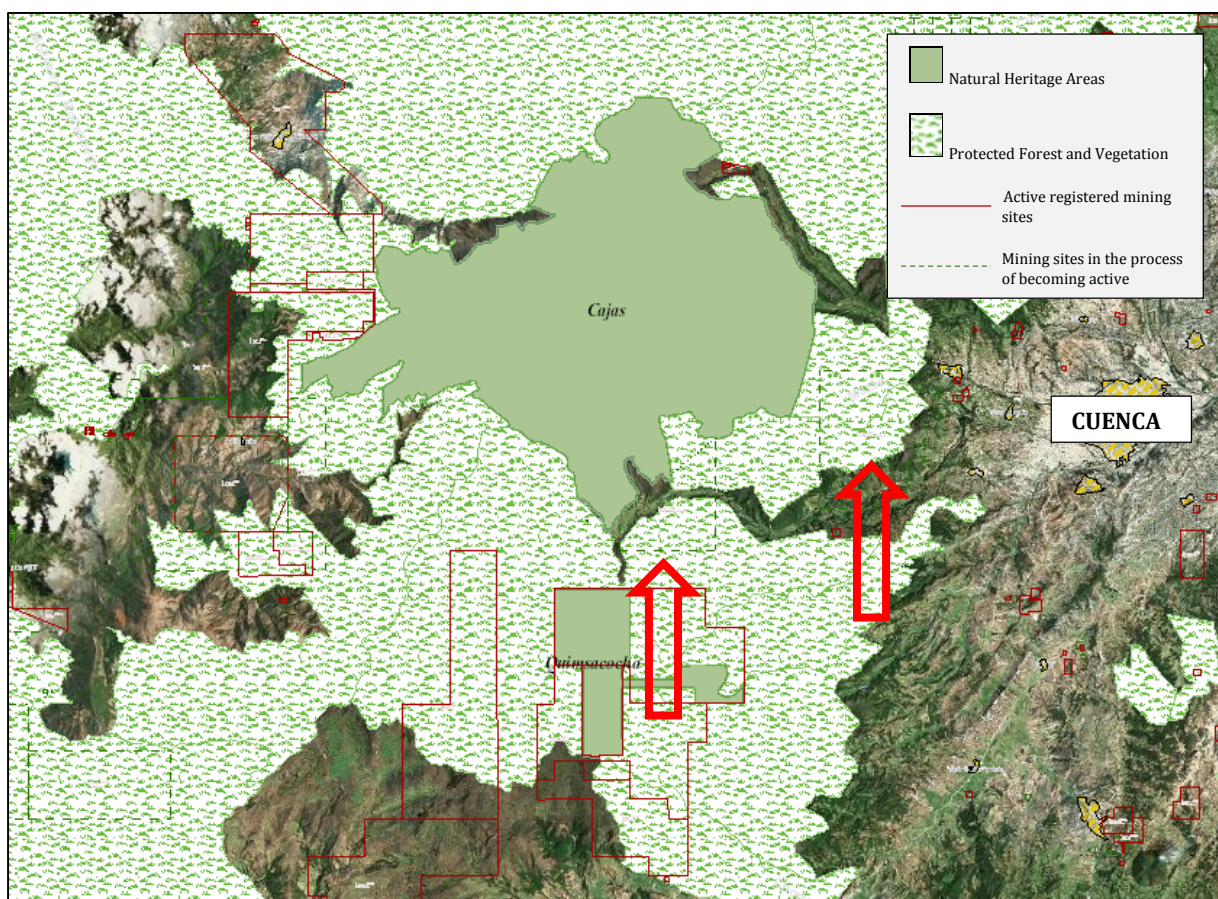 Natural Heritage Areas
Protected Forest and Vegetation
Active registered mining
sites
Mining sites in the process
of becoming active
Cajas
CUENCA
Quimsacocha